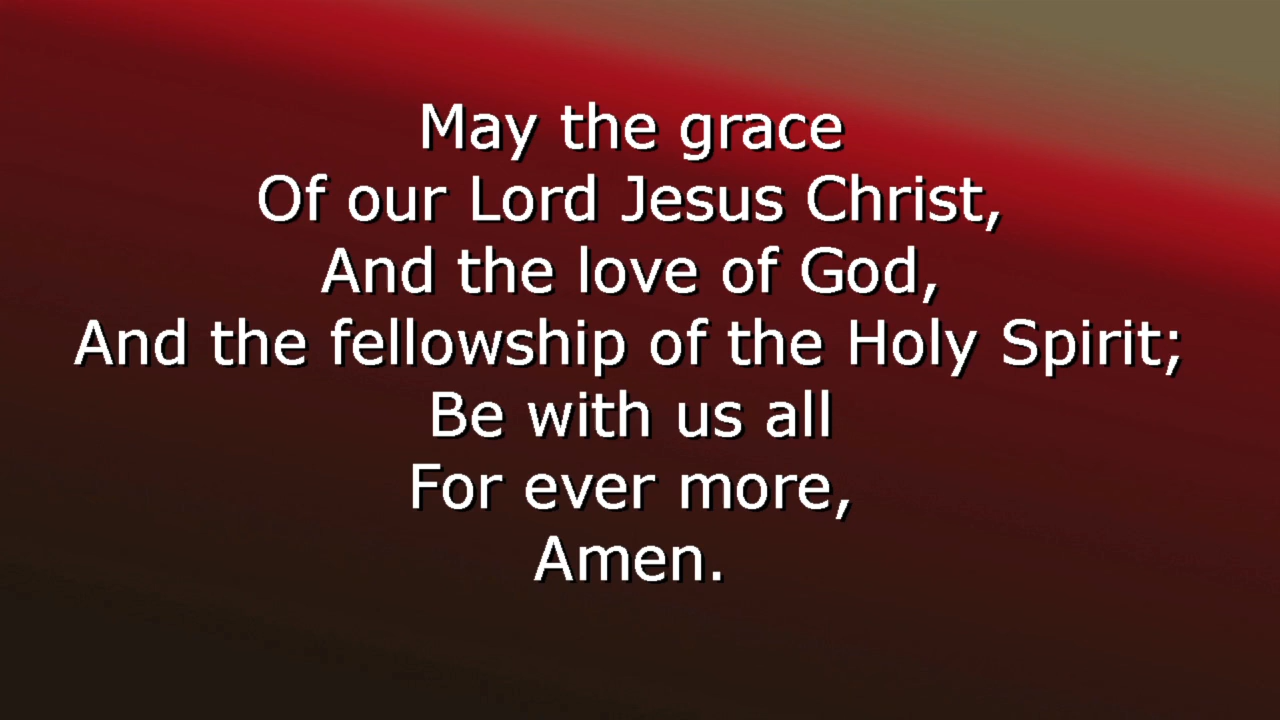 May the grace
Of our Lord Jesus Christ,
And the love of God,
And the fellowship of the Holy Spirit;
Be with us all
For ever more,
Amen.